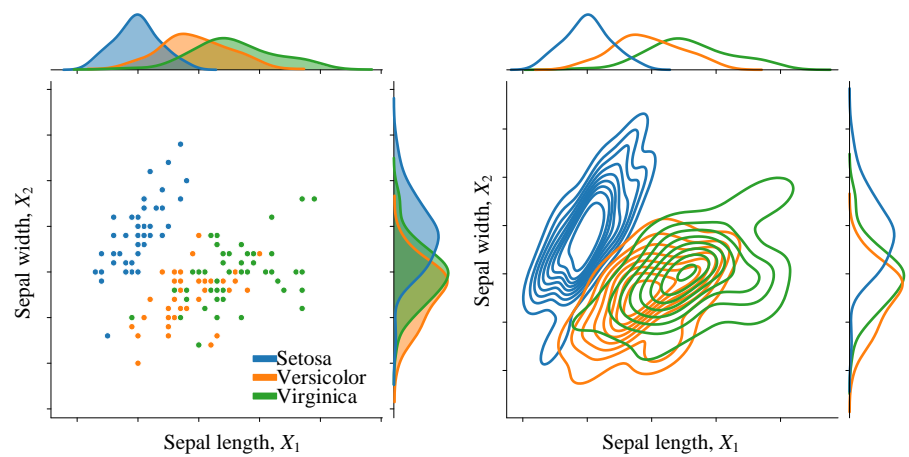 Sepal width, X₂
Setosa
Versicolor
Virginica
Sepal length, X₁
Sepal width, X₂
Sepal length, X₁